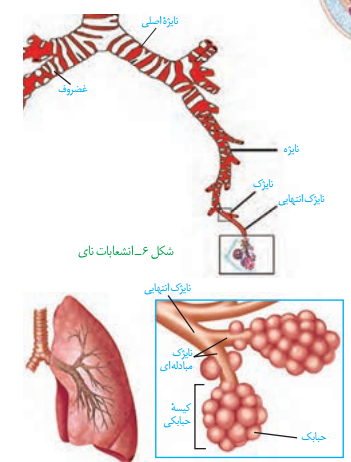 نایژهٔ اصلی
غضروف
نایژه
نایژک
نایژک انتهایی
شکل ۶ـ انشعابات نای
نایژک انتهایی
نایژک
مبادله‌ای
کیسهٔ
حبابکی
حبابک